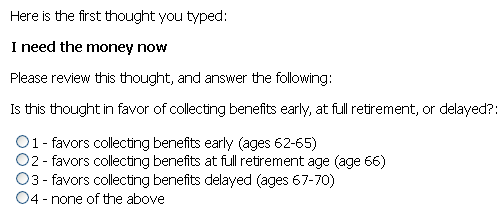 Here is the first thought you typed:
I need the money now
Please review this thought, and answer the following:
Is this thought in favor of collecting benefits early, at full retirement, or delayed?:
1 - favors collecting benefits early (ages 62-65)
2 - favors collecting benefits at full retirement age (age 66)
3 - favors collecting benefits delayed (ages 67-70)
4 - none of the above